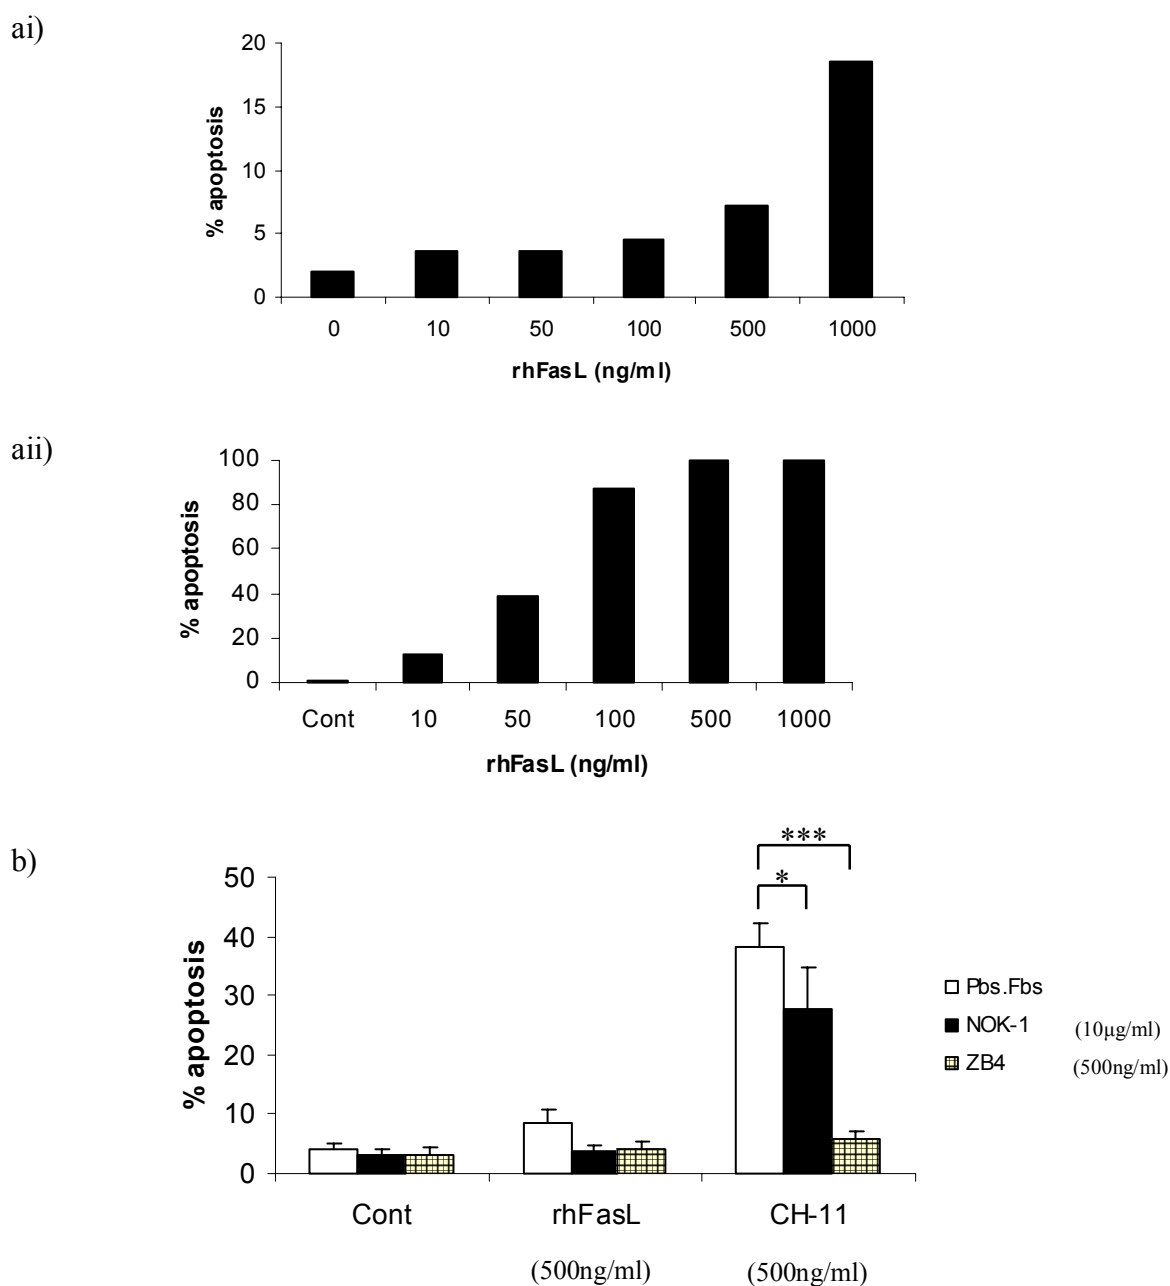 ai)
20
15
10
5
0
% apoptosis
0 10 50 100 500 1000
rhFasL (ng/ml)
aii)
100
80
60
40
20
0
% apoptosis
Cont 10 50 100 500 1000
rhFasL (ng/ml)
b)
***
*
50
40
30
20
10
0
% apoptosis
Pbs.Fbs
NOK-1 (10µg/ml)
ZB4 (500ng/ml)
Cont rhFasL CH-11
(500ng/ml) (500ng/ml)